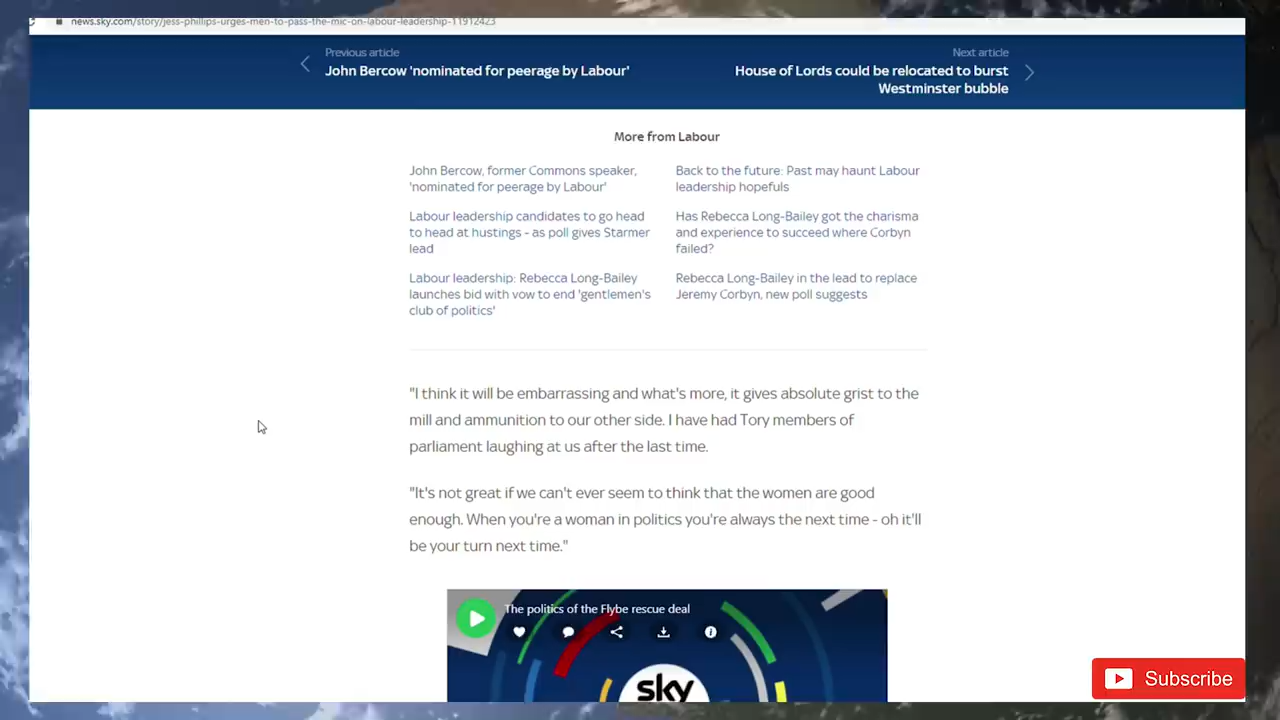 news.sky.com/story/jess-phillips-urges-men-to-pass-the-mic-on-labour-leadership-11912423
Previous article
John Bercow 'nominated for peerage by Labour'
Next article
House of Lords could be relocated to burst
Westminster bubble
More from Labour
John Bercow, former Commons speaker,
'nominated for peerage by Labour'
Labour leadership candidates to go head
to head at hustings - as poll gives Starmer
lead
Labour leadership: Rebecca Long-Bailey
launches bid with vow to end 'gentlemen's
club of politics'
Back to the future: Past may haunt Labour
leadership hopefuls
Has Rebecca Long-Bailey got the charisma
and experience to succeed where Corbyn
failed?
Rebecca Long-Bailey in the lead to replace
Jeremy Corbyn, new poll suggests
"I think it will be embarrassing and what's more, it gives absolute grist to the
mill and ammunition to our other side. I have had Tory members of
parliament laughing at us after the last time.
"It's not great if we can't ever seem to think that the women are good
enough. When you're a woman in politics you're always the next time - oh it'll
be your turn next time."
The politics of the Flybe rescue deal
sky
Subscribe